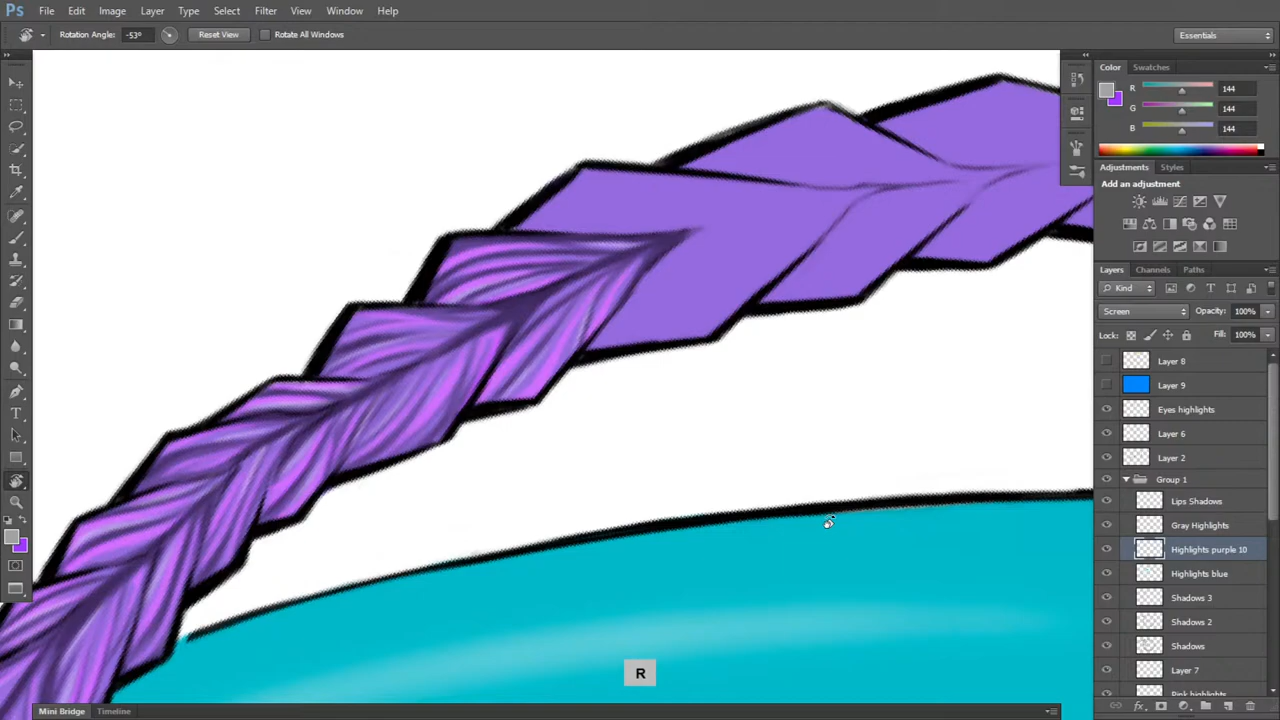 Ps File Edit Image Layer Type Select Filter View Window Help
Rotation Angle: -53° Reset View Rotate All Windows Essentials
Color Swatches
R 144
G 144
B 144
Adjustments Styles
Add an adjustment
Layers Channels Paths
Kind
Screen Opacity: 100%
Lock: Fill: 100%
Layer 8
Layer 9
Eyes highlights
Layer 6
Layer 2
Group 1
Lips Shadows
Gray Highlights
Highlights purple 10
Highlights blue
Shadows 3
Shadows 2
Shadows
Layer 7
Pink highlights
R
Mini Bridge Timeline